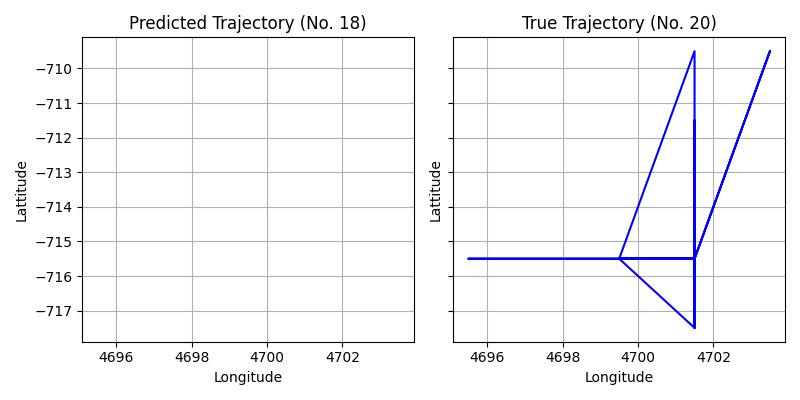 Predicted Trajectory (No. 18)
True Trajectory (No. 20)
Lattitude
−710
−711
−712
−713
−714
−715
−716
−717
4696
4698
4700
4702
Longitude
Lattitude
4696
4698
4700
4702
Longitude